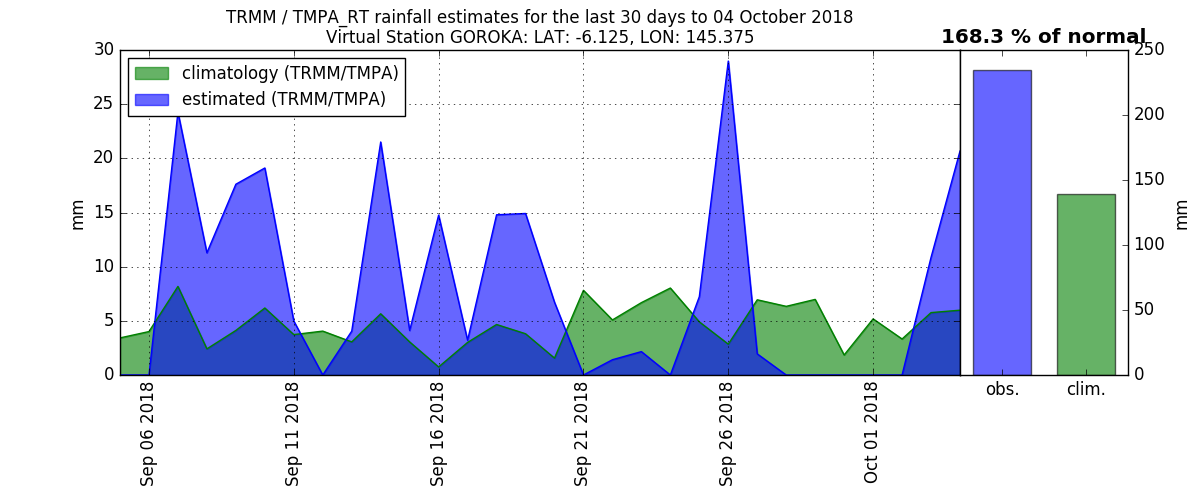 TRMM / TMPA_RT rainfall estimates for the last 30 days to 04 October 2018
Virtual Station GOROKA: LAT: -6.125, LON: 145.375
168.3 % of normal
climatology (TRMM/TMPA)
estimated (TRMM/TMPA)
30
25
20
15
10
5
0
mm
Sep 06 2018
Sep 11 2018
Sep 16 2018
Sep 21 2018
Sep 26 2018
Oct 01 2018
obs.
clim.
250
200
150
100
50
0
mm